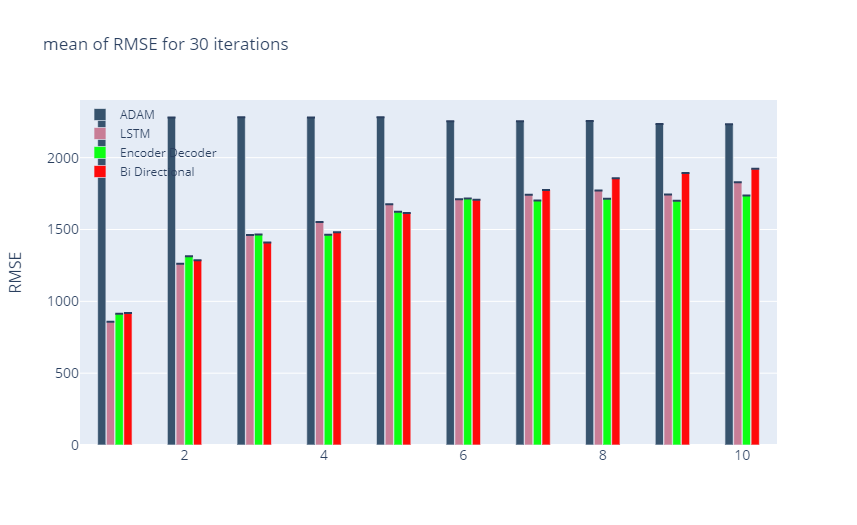 mean of RMSE for 30 iterations
ADAM
LSTM
Encoder Decoder
Bi Directional
2000
1500
1000
500
0
RMSE
2 4 6 8 10